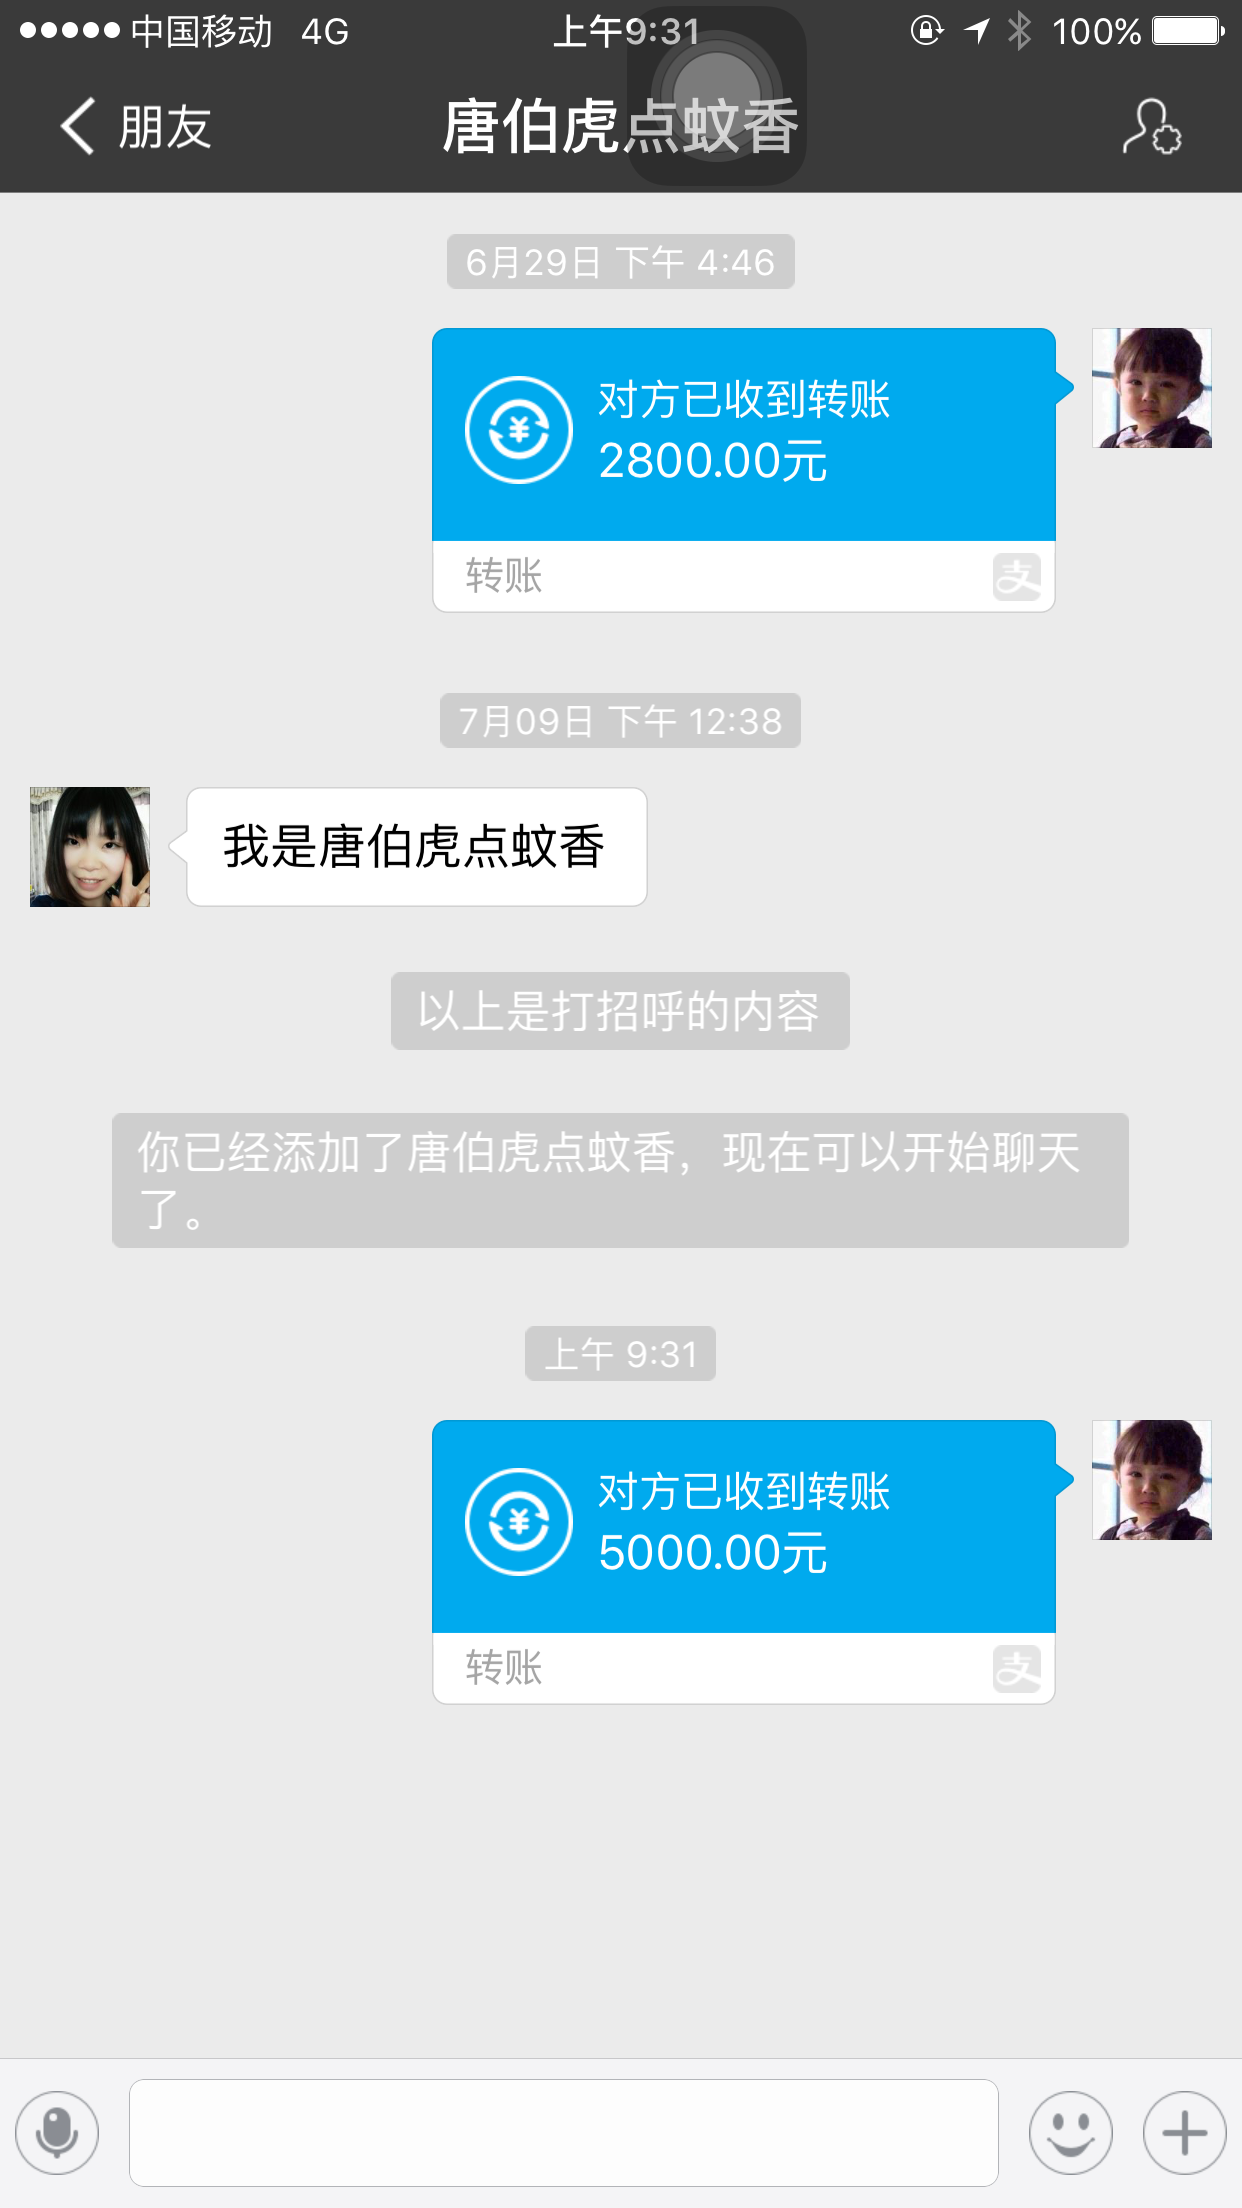 中国移动 4G 上午9:31 100%
朋友 唐伯虎点蚊香
6月29日 下午 4:46
对方已收到转账
2800.00元
转账
支
7月09日 下午 12:38
我是唐伯虎点蚊香
以上是打招呼的内容
你已经添加了唐伯虎点蚊香，现在可以开始聊天
了。
上午 9:31
对方已收到转账
5000.00元
转账
支